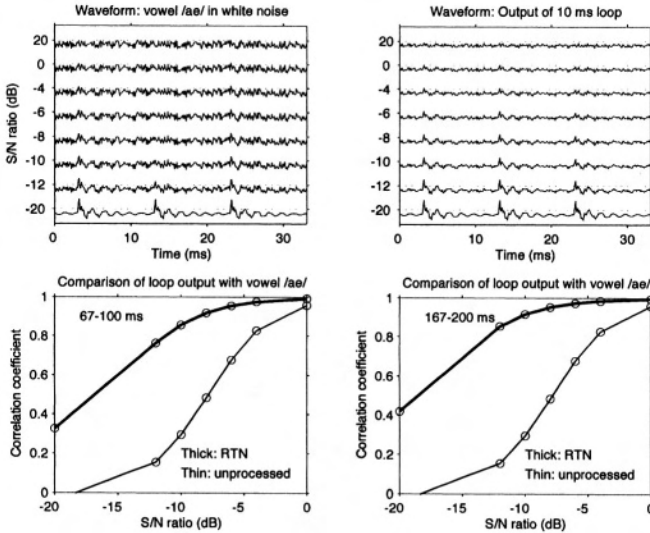 Waveform: vowel /ae/ in white noise
S/N ratio (dB)
20
0
-4
-6
-8
-10
-12
-20
0
10
20
30
Time (ms)
Waveform: Output of 10 ms loop
20
0
-4
-6
-8
-10
-12
-20
0
10
20
30
Time (ms)
Comparison of loop output with vowel /ae/
Correlation coefficient
1
0.8
0.6
0.4
0.2
0
67-100 ms
Thick: RTN
Thin: unprocessed
-20
-15
-10
-5
0
S/N ratio (dB)
Comparison of loop output with vowel /ae/
Correlation coefficient
1
0.8
0.6
0.4
0.2
0
167-200 ms
Thick: RTN
Thin: unprocessed
-20
-15
-10
-5
0
S/N ratio (dB)